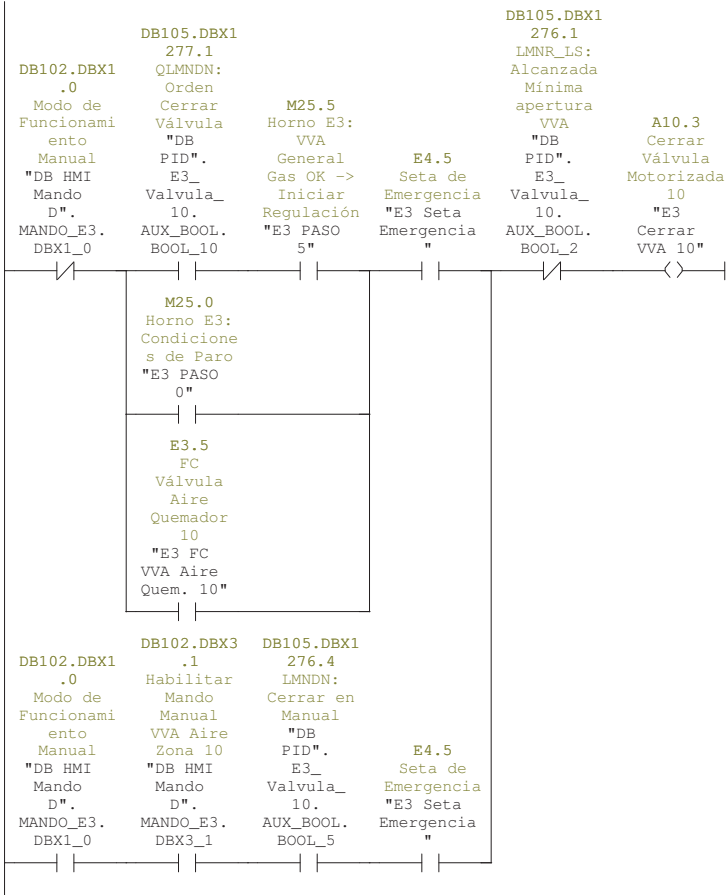 DB102.DBX1
.0
Modo de
Funcionami
ento
Manual
"DB HMI
Mando
D".
MANDO_E3.
DBX1_0
DB105.DBX1
277.1
QLMNDN:
Orden
Cerrar
Válvula
"DB
PID".
E3_
Valvula_
10.
AUX_BOOL.
BOOL_10
M25.5
Horno E3:
VVA
General
Gas OK ->
Iniciar
Regulación
"E3 PASO
5"
E4.5
Seta de
Emergencia
"E3 Seta
Emergencia
"
DB105.DBX1
276.1
LMNR_LS:
Alcanzada
Mínima
apertura
VVA
"DB
PID".
E3_
Valvula_
10.
AUX_BOOL.
BOOL_2
A10.3
Cerrar
Válvula
Motorizada
10
"E3
Cerrar
VVA 10"
M25.0
Horno E3:
Condicione
s de Paro
"E3 PASO
0"
E3.5
FC
Válvula
Aire
Quemador
10
"E3 FC
VVA Aire
Quem. 10"
DB102.DBX1
.0
Modo de
Funcionami
ento
Manual
"DB HMI
Mando
D".
MANDO_E3.
DBX1_0
DB102.DBX3
.1
Habilitar
Mando
Manual
VVA Aire
Zona 10
"DB HMI
Mando
D".
MANDO_E3.
DBX3_1
DB105.DBX1
276.4
LMNDN:
Cerrar en
Manual
"DB
PID".
E3_
Valvula_
10.
AUX_BOOL.
BOOL_5
E4.5
Seta de
Emergencia
"E3 Seta
Emergencia
"